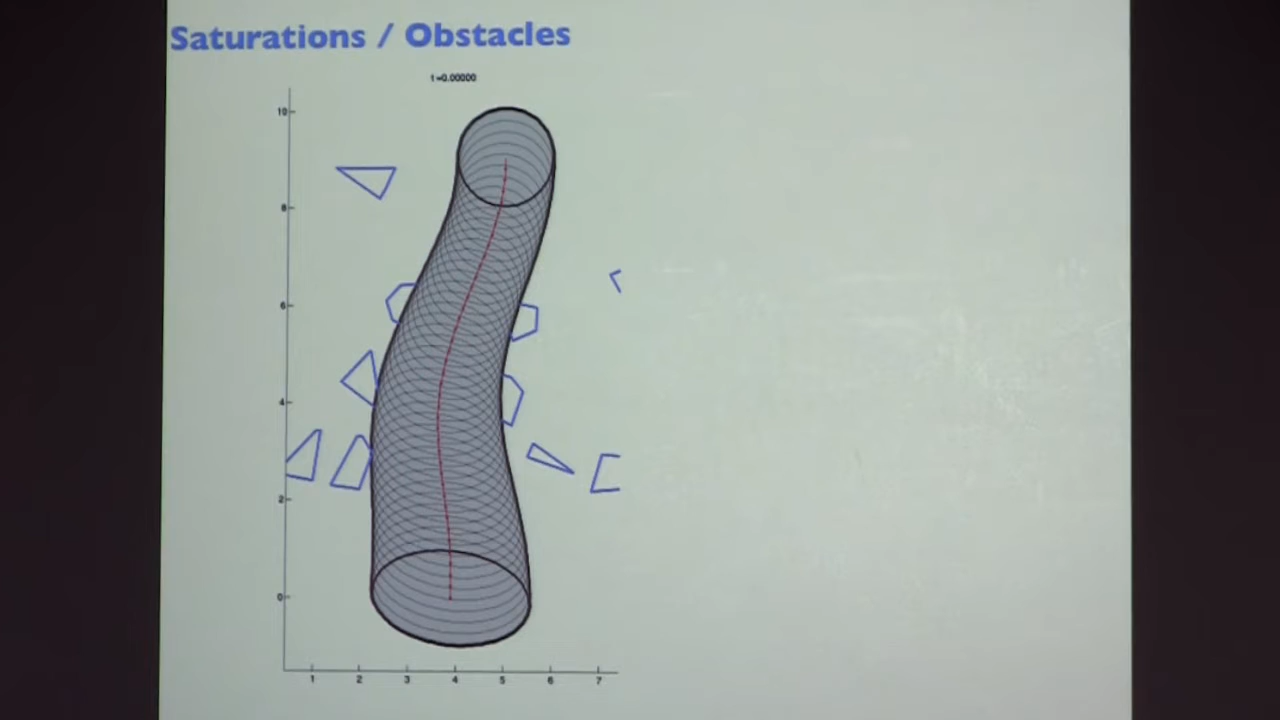 Saturations / Obstacles
t =0.00000
10
8
6
4
2
0
1 2 3 4 5 6 7